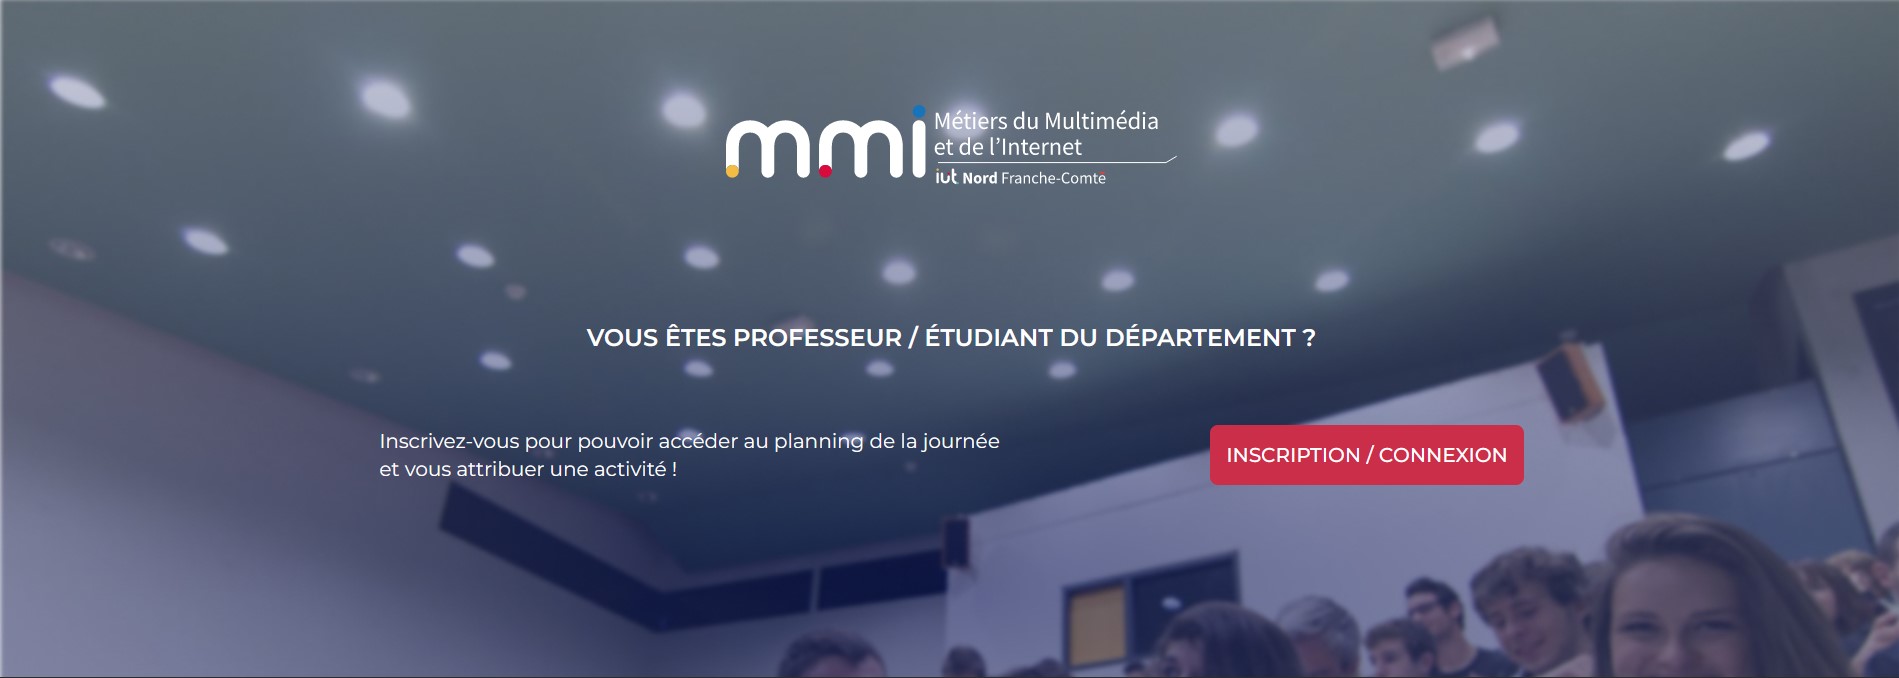 mmi
Métiers du Multimédia
et de l'Internet
iut Nord Franche-Comté
VOUS ÊTES PROFESSEUR / ÉTUDIANT DU DÉPARTEMENT ?
Inscrivez-vous pour pouvoir accéder au planning de la journée
et vous attribuer une activité !
INSCRIPTION / CONNEXION